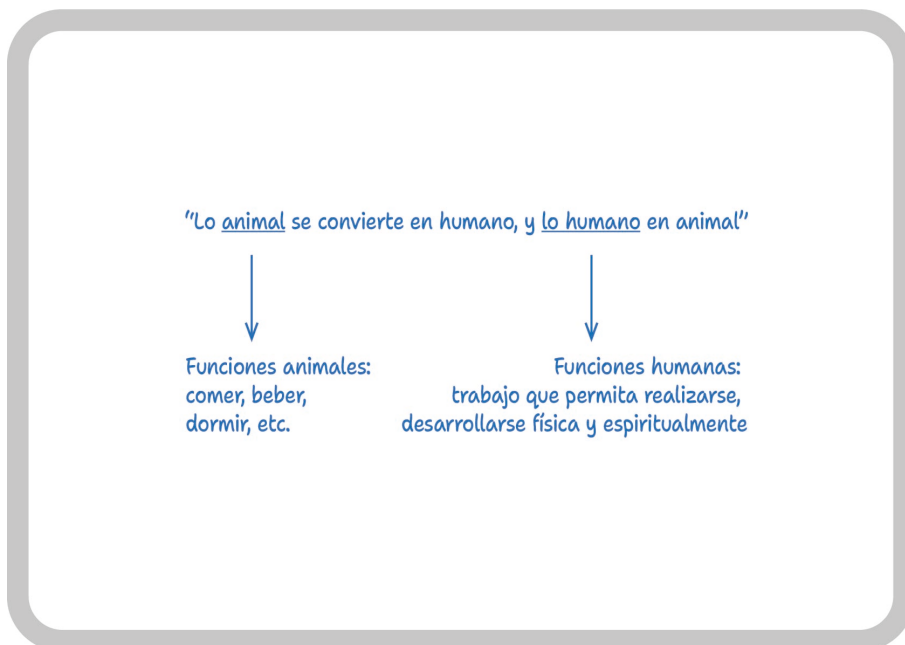 “Lo animal se convierte en humano, y lo humano en animal”
Funciones animales:
comer, beber,
dormir, etc.
Funciones humanas:
trabajo que permita realizarse,
desarrollarse física y espiritualmente